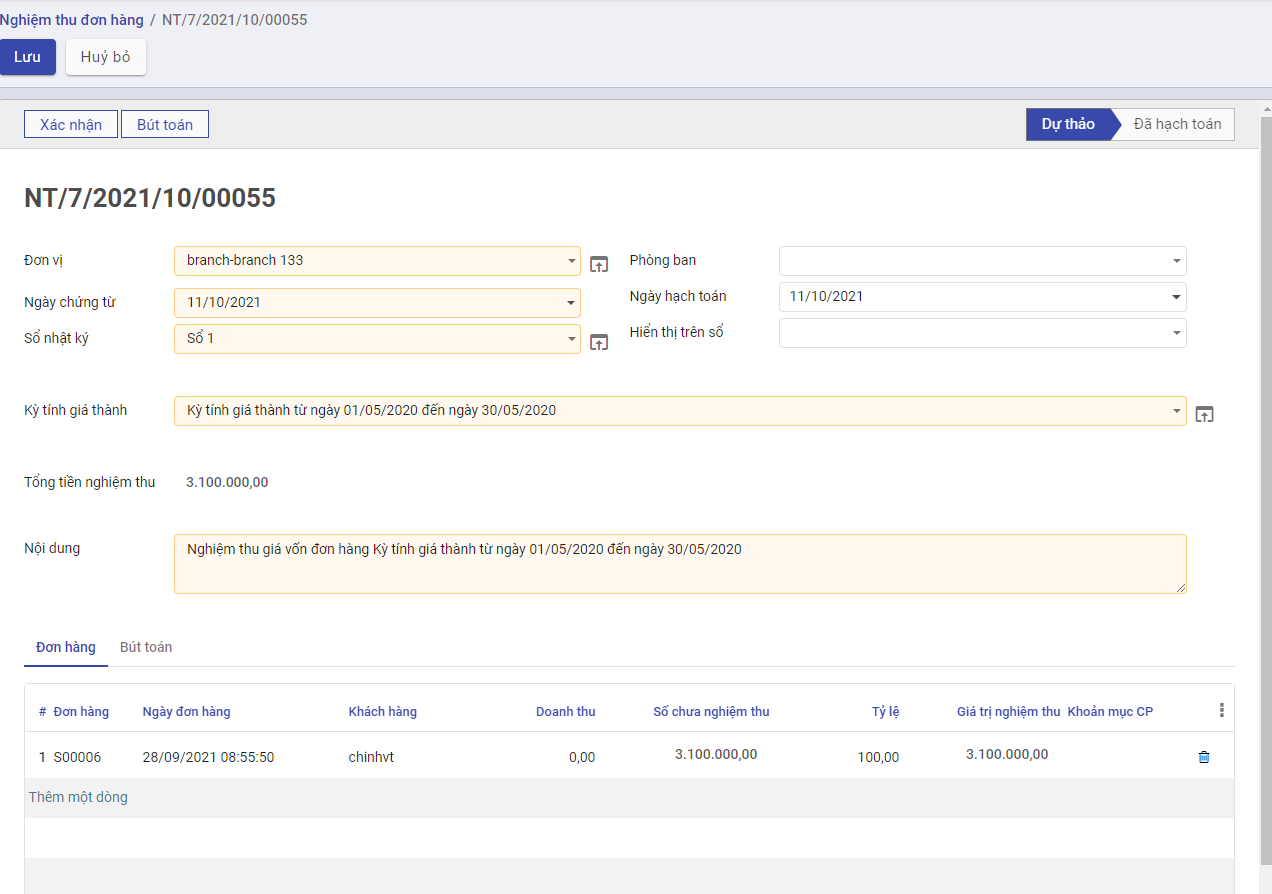 Nghiệm thu đơn hàng / NT/7/2021/10/00055
Lưu Huỷ bỏ
Xác nhận Bút toán Dự thảo Đã hạch toán
NT/7/2021/10/00055
Đơn vị branch-branch 133 Phòng ban
Ngày chứng từ 11/10/2021 Ngày hạch toán 11/10/2021
Sổ nhật ký Sổ 1 Hiển thị trên sổ
Kỳ tính giá thành Kỳ tính giá thành từ ngày 01/05/2020 đến ngày 30/05/2020
Tổng tiền nghiệm thu 3.100.000,00
Nội dung Nghiệm thu giá vốn đơn hàng Kỳ tính giá thành từ ngày 01/05/2020 đến ngày 30/05/2020
Đơn hàng Bút toán
# Đơn hàng Ngày đơn hàng Khách hàng Doanh thu Số chưa nghiệm thu Tỷ lệ Giá trị nghiệm thu Khoản mục CP
1 S00006 28/09/2021 08:55:50 chinhvt 0,00 3.100.000,00 100,00 3.100.000,00
Thêm một dòng